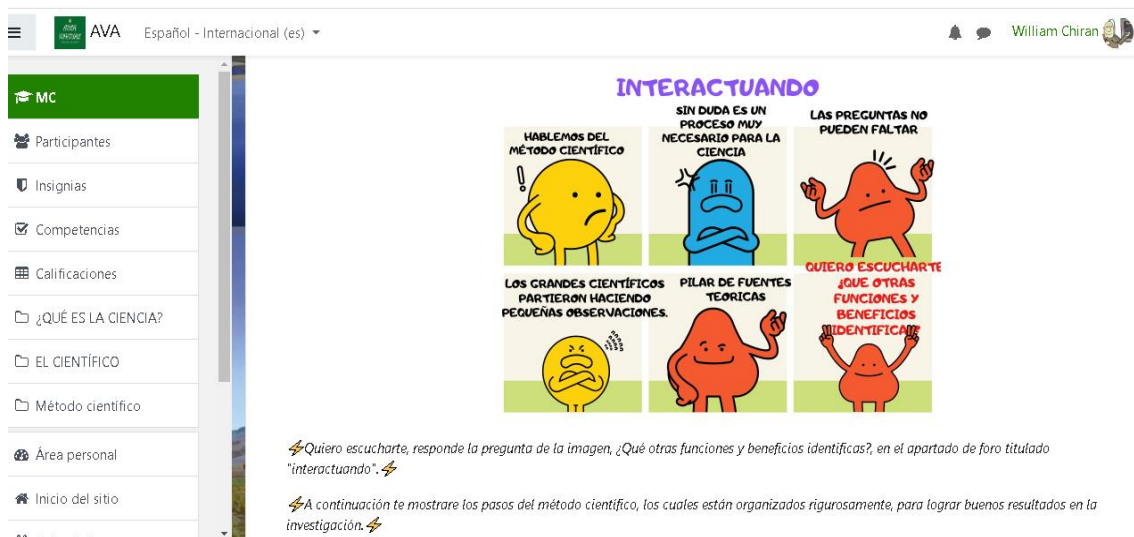 AVA Español - Internacional (es) William Chiran
MC
Participantes
Insignias
Competencias
Calificaciones
¿QUÉ ES LA CIENCIA?
EL CIENTÍFICO
Método científico
Área personal
Inicio del sitio
INTERACTUANDO
HABLEMOS DEL
MÉTODO CIENTÍFICO
SIN DUDA ES UN
PROCESO MUY
NECESARIO PARA LA
CIENCIA
LAS PREGUNTAS NO
PUEDEN FALTAR
LOS GRANDES CIENTÍFICOS
PARTIERON HACIENDO
PEQUEÑAS OBSERVACIONES.
PILAR DE FUENTES
TEORICAS
QUIERO ESCUCHARTE
¿QUE OTRAS
FUNCIONES Y
BENEFICIOS
IDENTIFICAS?
Quiero escucharte, responde la pregunta de la imagen, ¿Qué otras funciones y beneficios identificas?, en el apartado de foro titulado
"interactuando".
A continuación te mostrare los pasos del método científico, los cuales están organizados rigurosamente, para lograr buenos resultados en la
investigación.